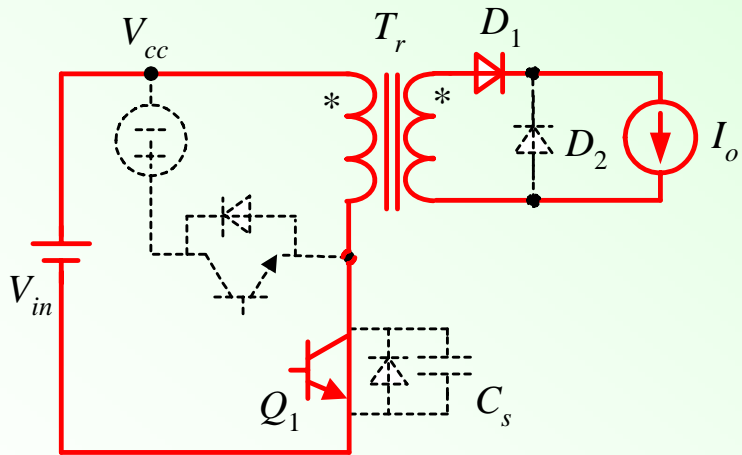 V_cc
T_r
D_1
*
*
D_2
I_o
V_in
Q_1
C_s